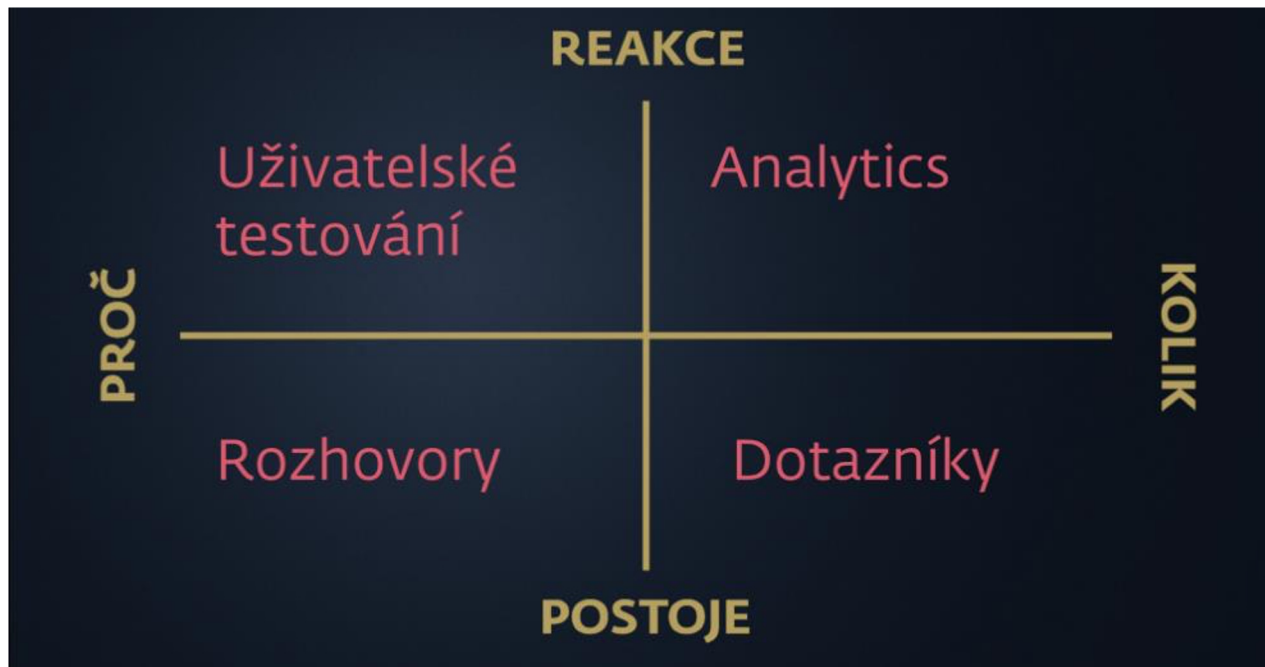 REAKCE
Uživatelské
testování
Analytics
PROČ
KOLIK
Rozhovory
Dotazníky
POSTOJE